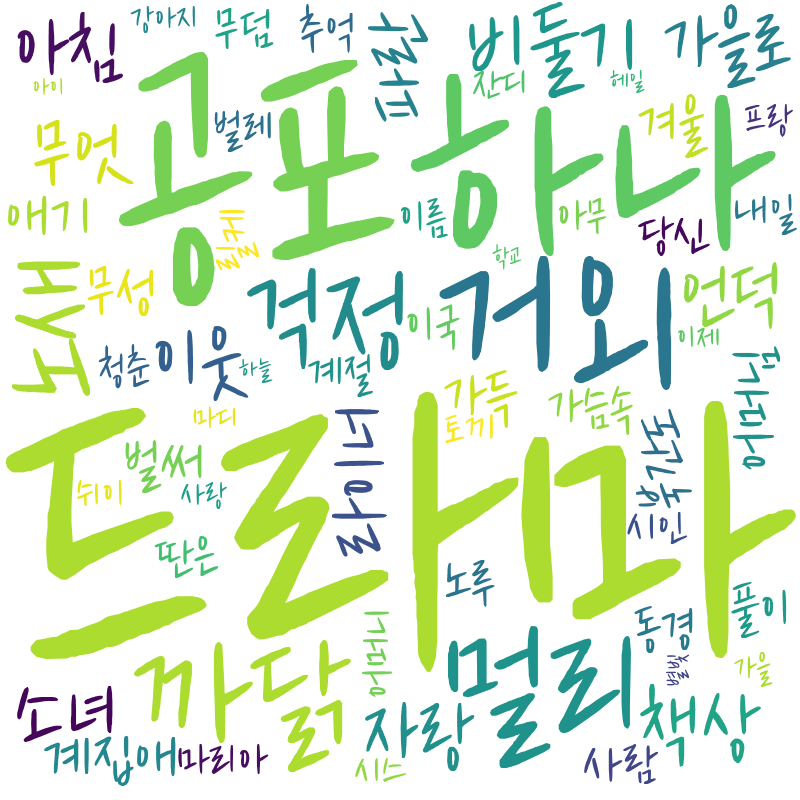 아침
강아지
무덤
추억
비둘기
가을로
아이
공포
잔디
헤일
하나
벌레
겨울
프랑
무엇
애기
이름
아무
당신
내일
릴케
학교
무성
걱정
거외
언덕
이국
이제
청춘
이웃
하늘
계절
드라마
마디
가득
토끼
가슴속
네일로
벌써
쉬이
사랑
시인
딴은
노루
동경
풀이
까닭
멀리
가을
소녀
계집애
마리아
자랑
책상
시스
사람